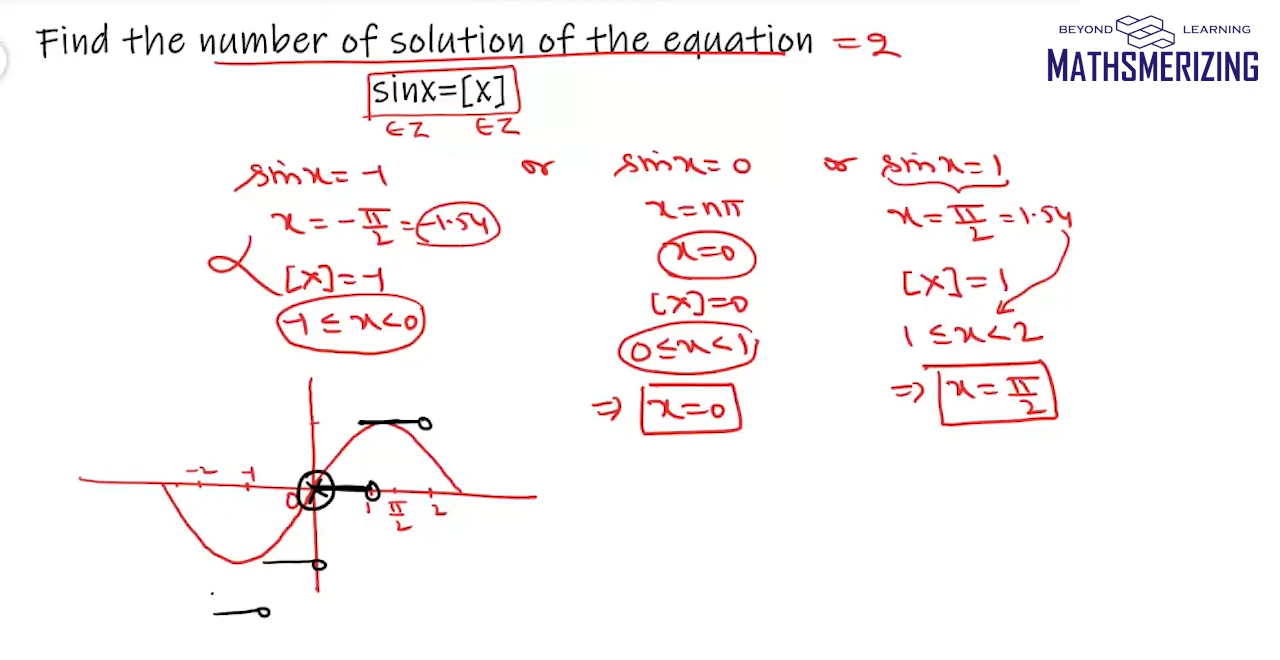 BEYOND LEARNING
MATHSMERIZING
Find the number of solution of the equation = 2
sinx=[x]
∈Z ∈Z
sinx = -1 or sinx = 0 or sinx = 1
x = -π/2 = -1.54
[x] = -1
-1 ≤ x < 0
x = nπ
x = 0
[x] = 0
0 ≤ x < 1
⇒ x = 0
x = π/2 = 1.54
[x] = 1
1 ≤ x < 2
⇒ x = π/2
-2 -1 0 1 π/2 2